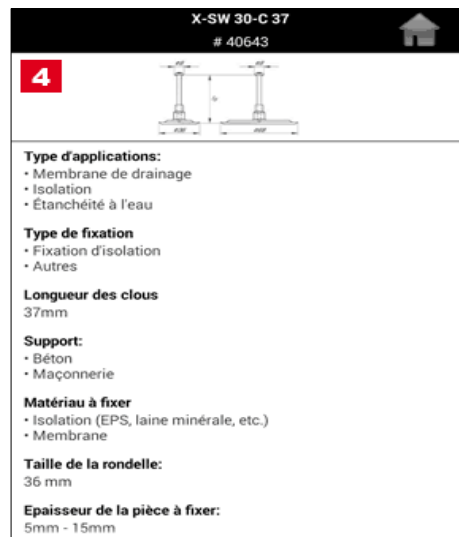 X-SW 30-C 37
# 40643
4
Type d'applications:
• Membrane de drainage
• Isolation
• Étanchéité à l'eau
Type de fixation
• Fixation d'isolation
• Autres
Longueur des clous
37mm
Support:
• Béton
• Maçonnerie
Matériau à fixer
• Isolation (EPS, laine minérale, etc.)
• Membrane
Taille de la rondelle:
36 mm
Epaisseur de la pièce à fixer:
5mm - 15mm